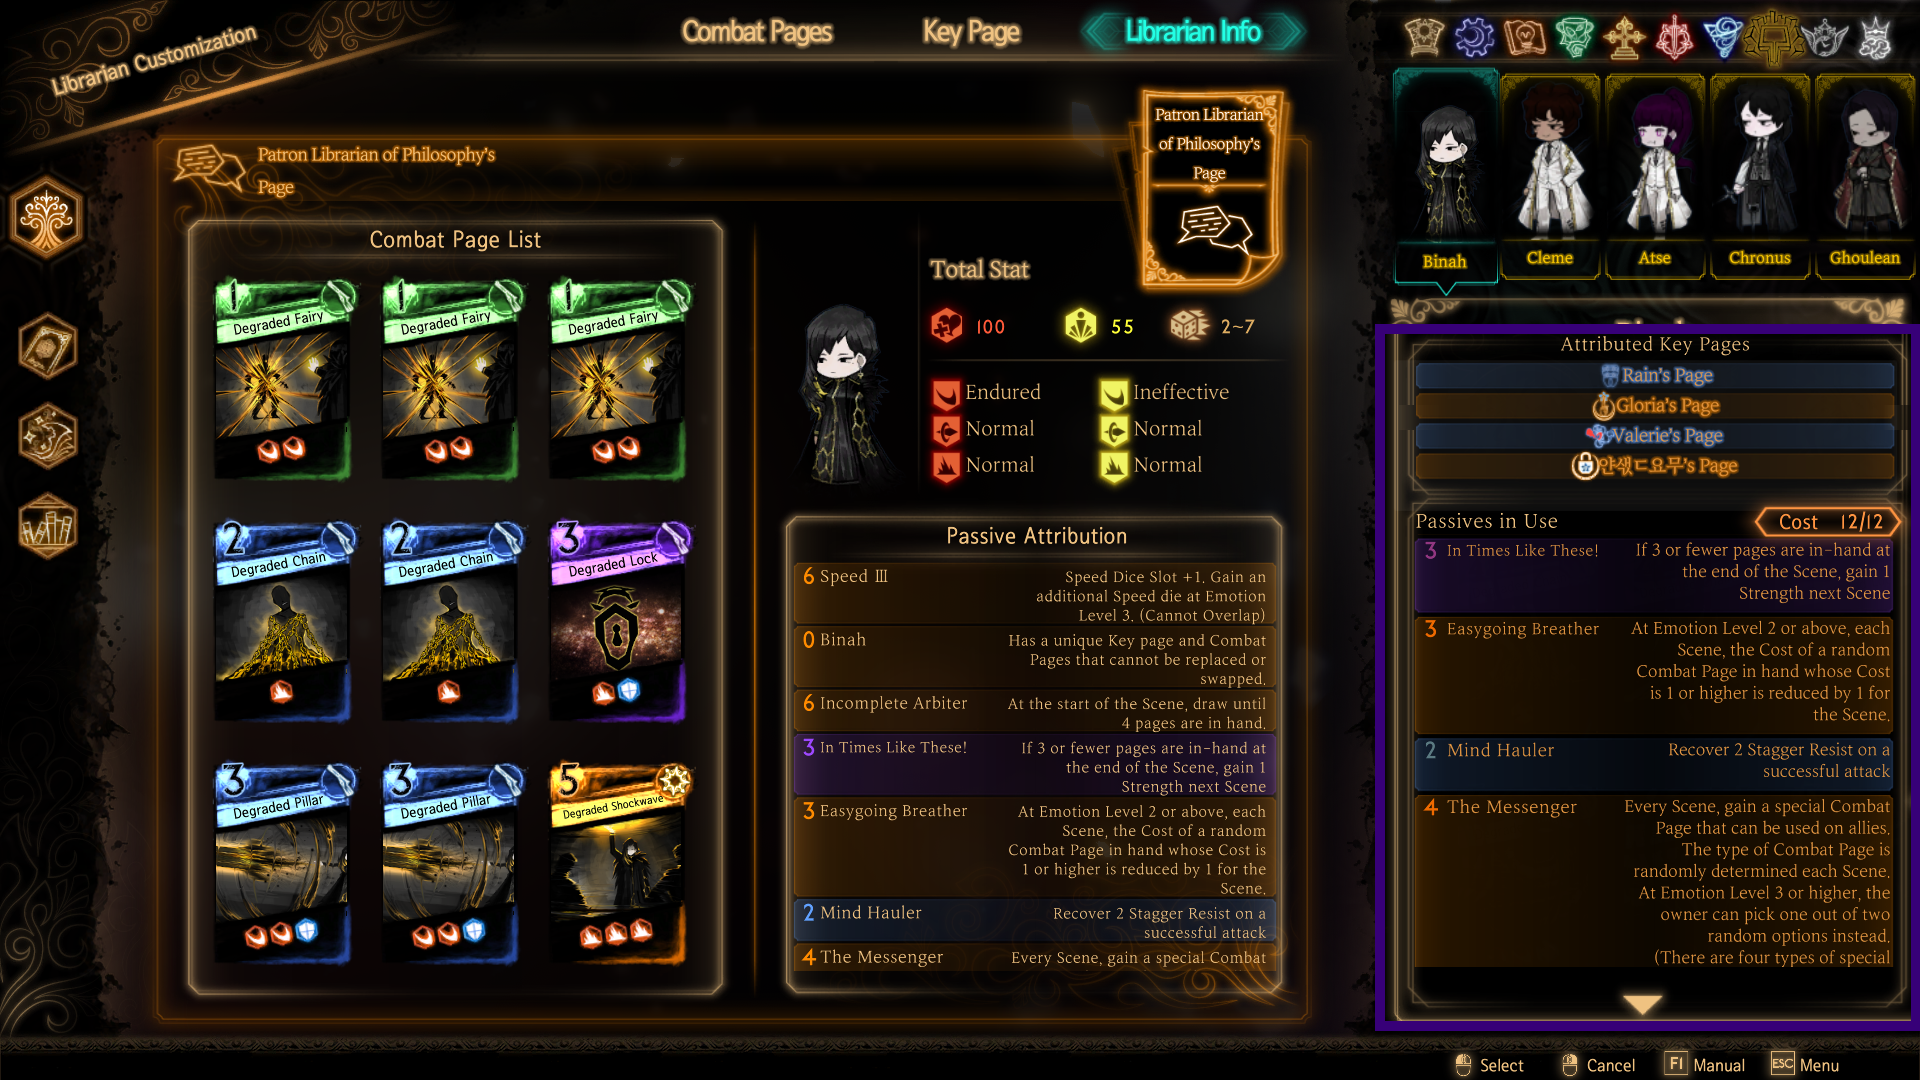 Librarian Customization
Combat Pages
Key Page
Librarian Info
Patron Librarian of Philosophy's
Page
Patron Librarian
of Philosophy's
Page
Combat Page List
1
Degraded Fairy
1
Degraded Fairy
1
Degraded Fairy
2
Degraded Chain
2
Degraded Chain
3
Degraded Lock
3
Degraded Pillar
3
Degraded Pillar
5
Degraded Shockwave
Total Stat
100
55
2~7
Endured
Ineffective
Normal
Normal
Normal
Normal
Passive Attribution
6 Speed III
Speed Dice Slot +1. Gain an
additional Speed die at Emotion
Level 3. (Cannot Overlap)
0 Binah
Has a unique Key page and Combat
Pages that cannot be replaced or
swapped.
6 Incomplete Arbiter
At the start of the Scene, draw until
4 pages are in hand.
3 In Times Like These!
If 3 or fewer pages are in-hand at
the end of the Scene, gain 1
Strength next Scene
3 Easygoing Breather
At Emotion Level 2 or above, each
Scene, the Cost of a random
Combat Page in hand whose Cost is
1 or higher is reduced by 1 for the
Scene.
2 Mind Hauler
Recover 2 Stagger Resist on a
successful attack
4 The Messenger
Every Scene, gain a special Combat
Binah
Cleme
Atse
Chronus
Ghoulean
Attributed Key Pages
Rain's Page
Gloria's Page
Valerie's Page
얀샋ㄷ요무's Page
Passives in Use
Cost 12/12
3 In Times Like These!
If 3 or fewer pages are in-hand at
the end of the Scene, gain 1
Strength next Scene
3 Easygoing Breather
At Emotion Level 2 or above, each
Scene, the Cost of a random
Combat Page in hand whose Cost
is 1 or higher is reduced by 1 for
the Scene.
2 Mind Hauler
Recover 2 Stagger Resist on a
successful attack
4 The Messenger
Every Scene, gain a special Combat
Page that can be used on allies.
The type of Combat Page is
randomly determined each Scene.
At Emotion Level 3 or higher, the
owner can pick one out of two
random options instead.
(There are four types of special
Select
Cancel
F1 Manual
ESC Menu